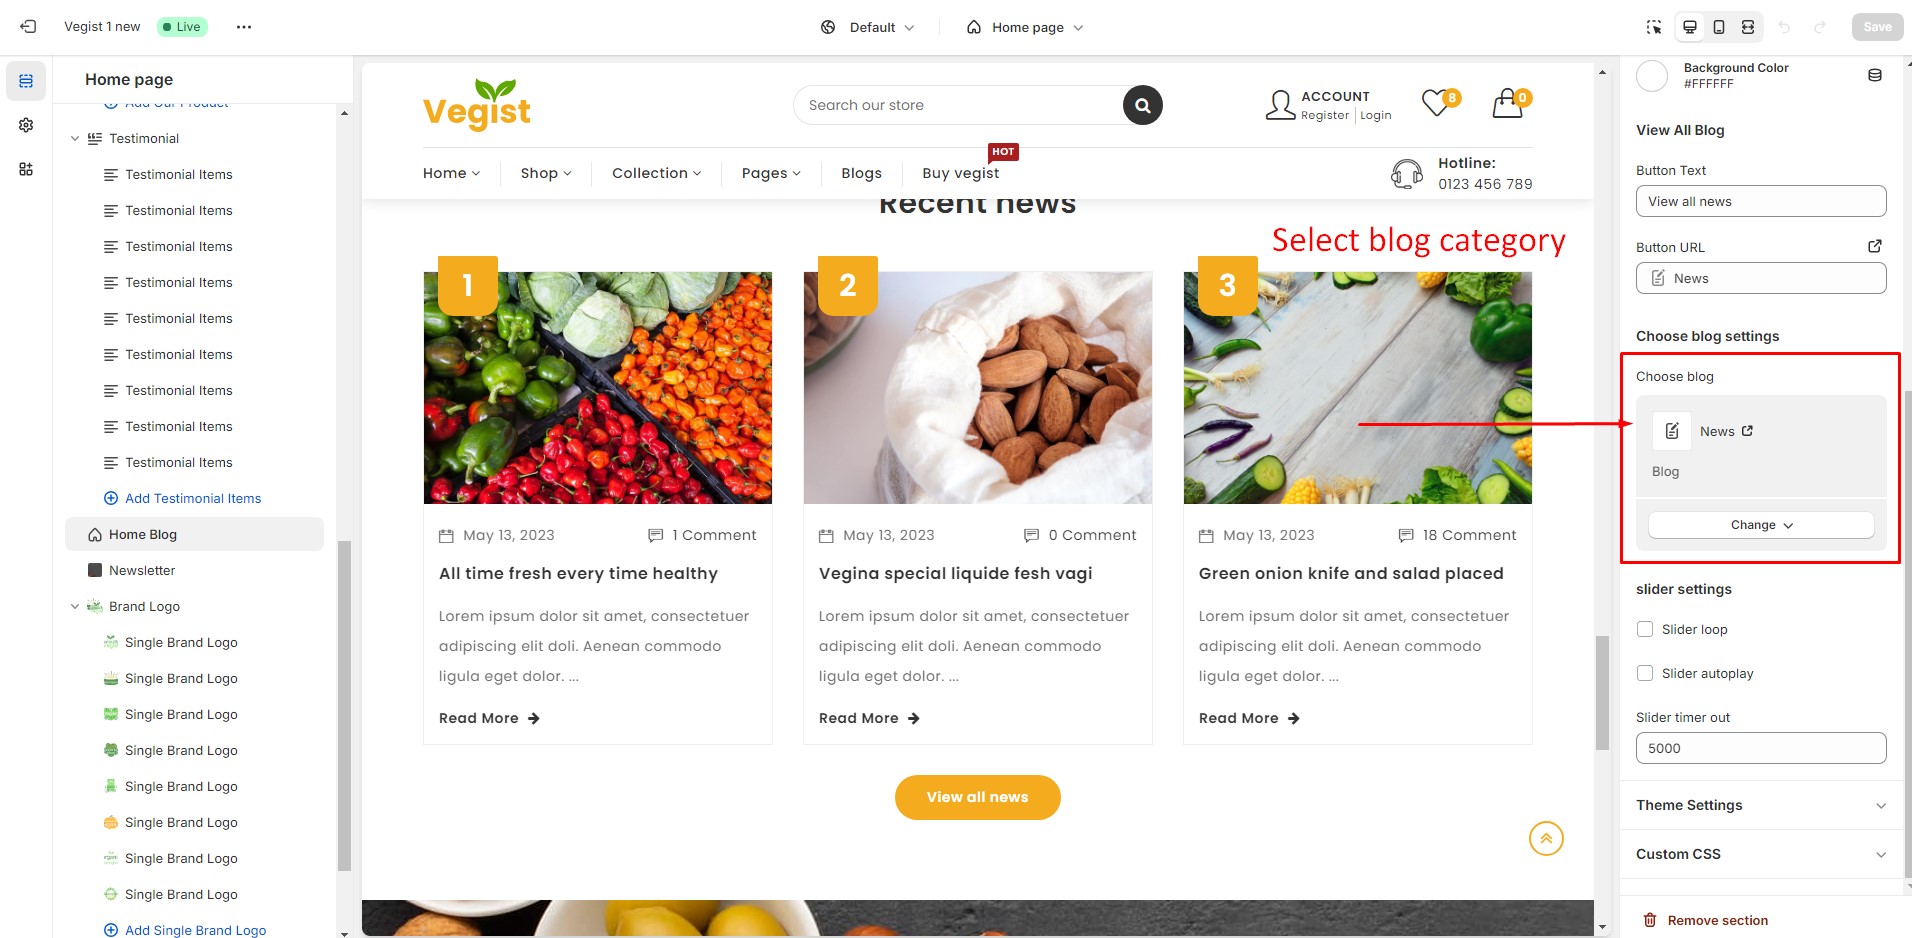 Vegist 1 new
Live
Default
Home page
Save
Home page
Add Our Product
Testimonial
Testimonial Items
Testimonial Items
Testimonial Items
Testimonial Items
Testimonial Items
Testimonial Items
Testimonial Items
Testimonial Items
Testimonial Items
Add Testimonial Items
Home Blog
Newsletter
Brand Logo
Single Brand Logo
Single Brand Logo
Single Brand Logo
Single Brand Logo
Single Brand Logo
Single Brand Logo
Single Brand Logo
Single Brand Logo
Add Single Brand Logo
Vegist
Search our store
ACCOUNT
Register
Login
8
0
HOT
Home
Shop
Collection
Pages
Blogs
Buy vegist
Hotline:
0123 456 789
Recent news
Select blog category
1
May 13, 2023
1 Comment
All time fresh every time healthy
Lorem ipsum dolor sit amet, consectetuer
adipiscing elit doli. Aenean commodo
ligula eget dolor. ...
Read More
2
May 13, 2023
0 Comment
Vegina special liquide fesh vagi
Lorem ipsum dolor sit amet, consectetuer
adipiscing elit doli. Aenean commodo
ligula eget dolor. ...
Read More
3
May 13, 2023
18 Comment
Green onion knife and salad placed
Lorem ipsum dolor sit amet, consectetuer
adipiscing elit doli. Aenean commodo
ligula eget dolor. ...
Read More
View all news
Background Color
#FFFFFF
View All Blog
Button Text
View all news
Button URL
News
Choose blog settings
Choose blog
News
Blog
Change
slider settings
Slider loop
Slider autoplay
Slider timer out
5000
Theme Settings
Custom CSS
Remove section